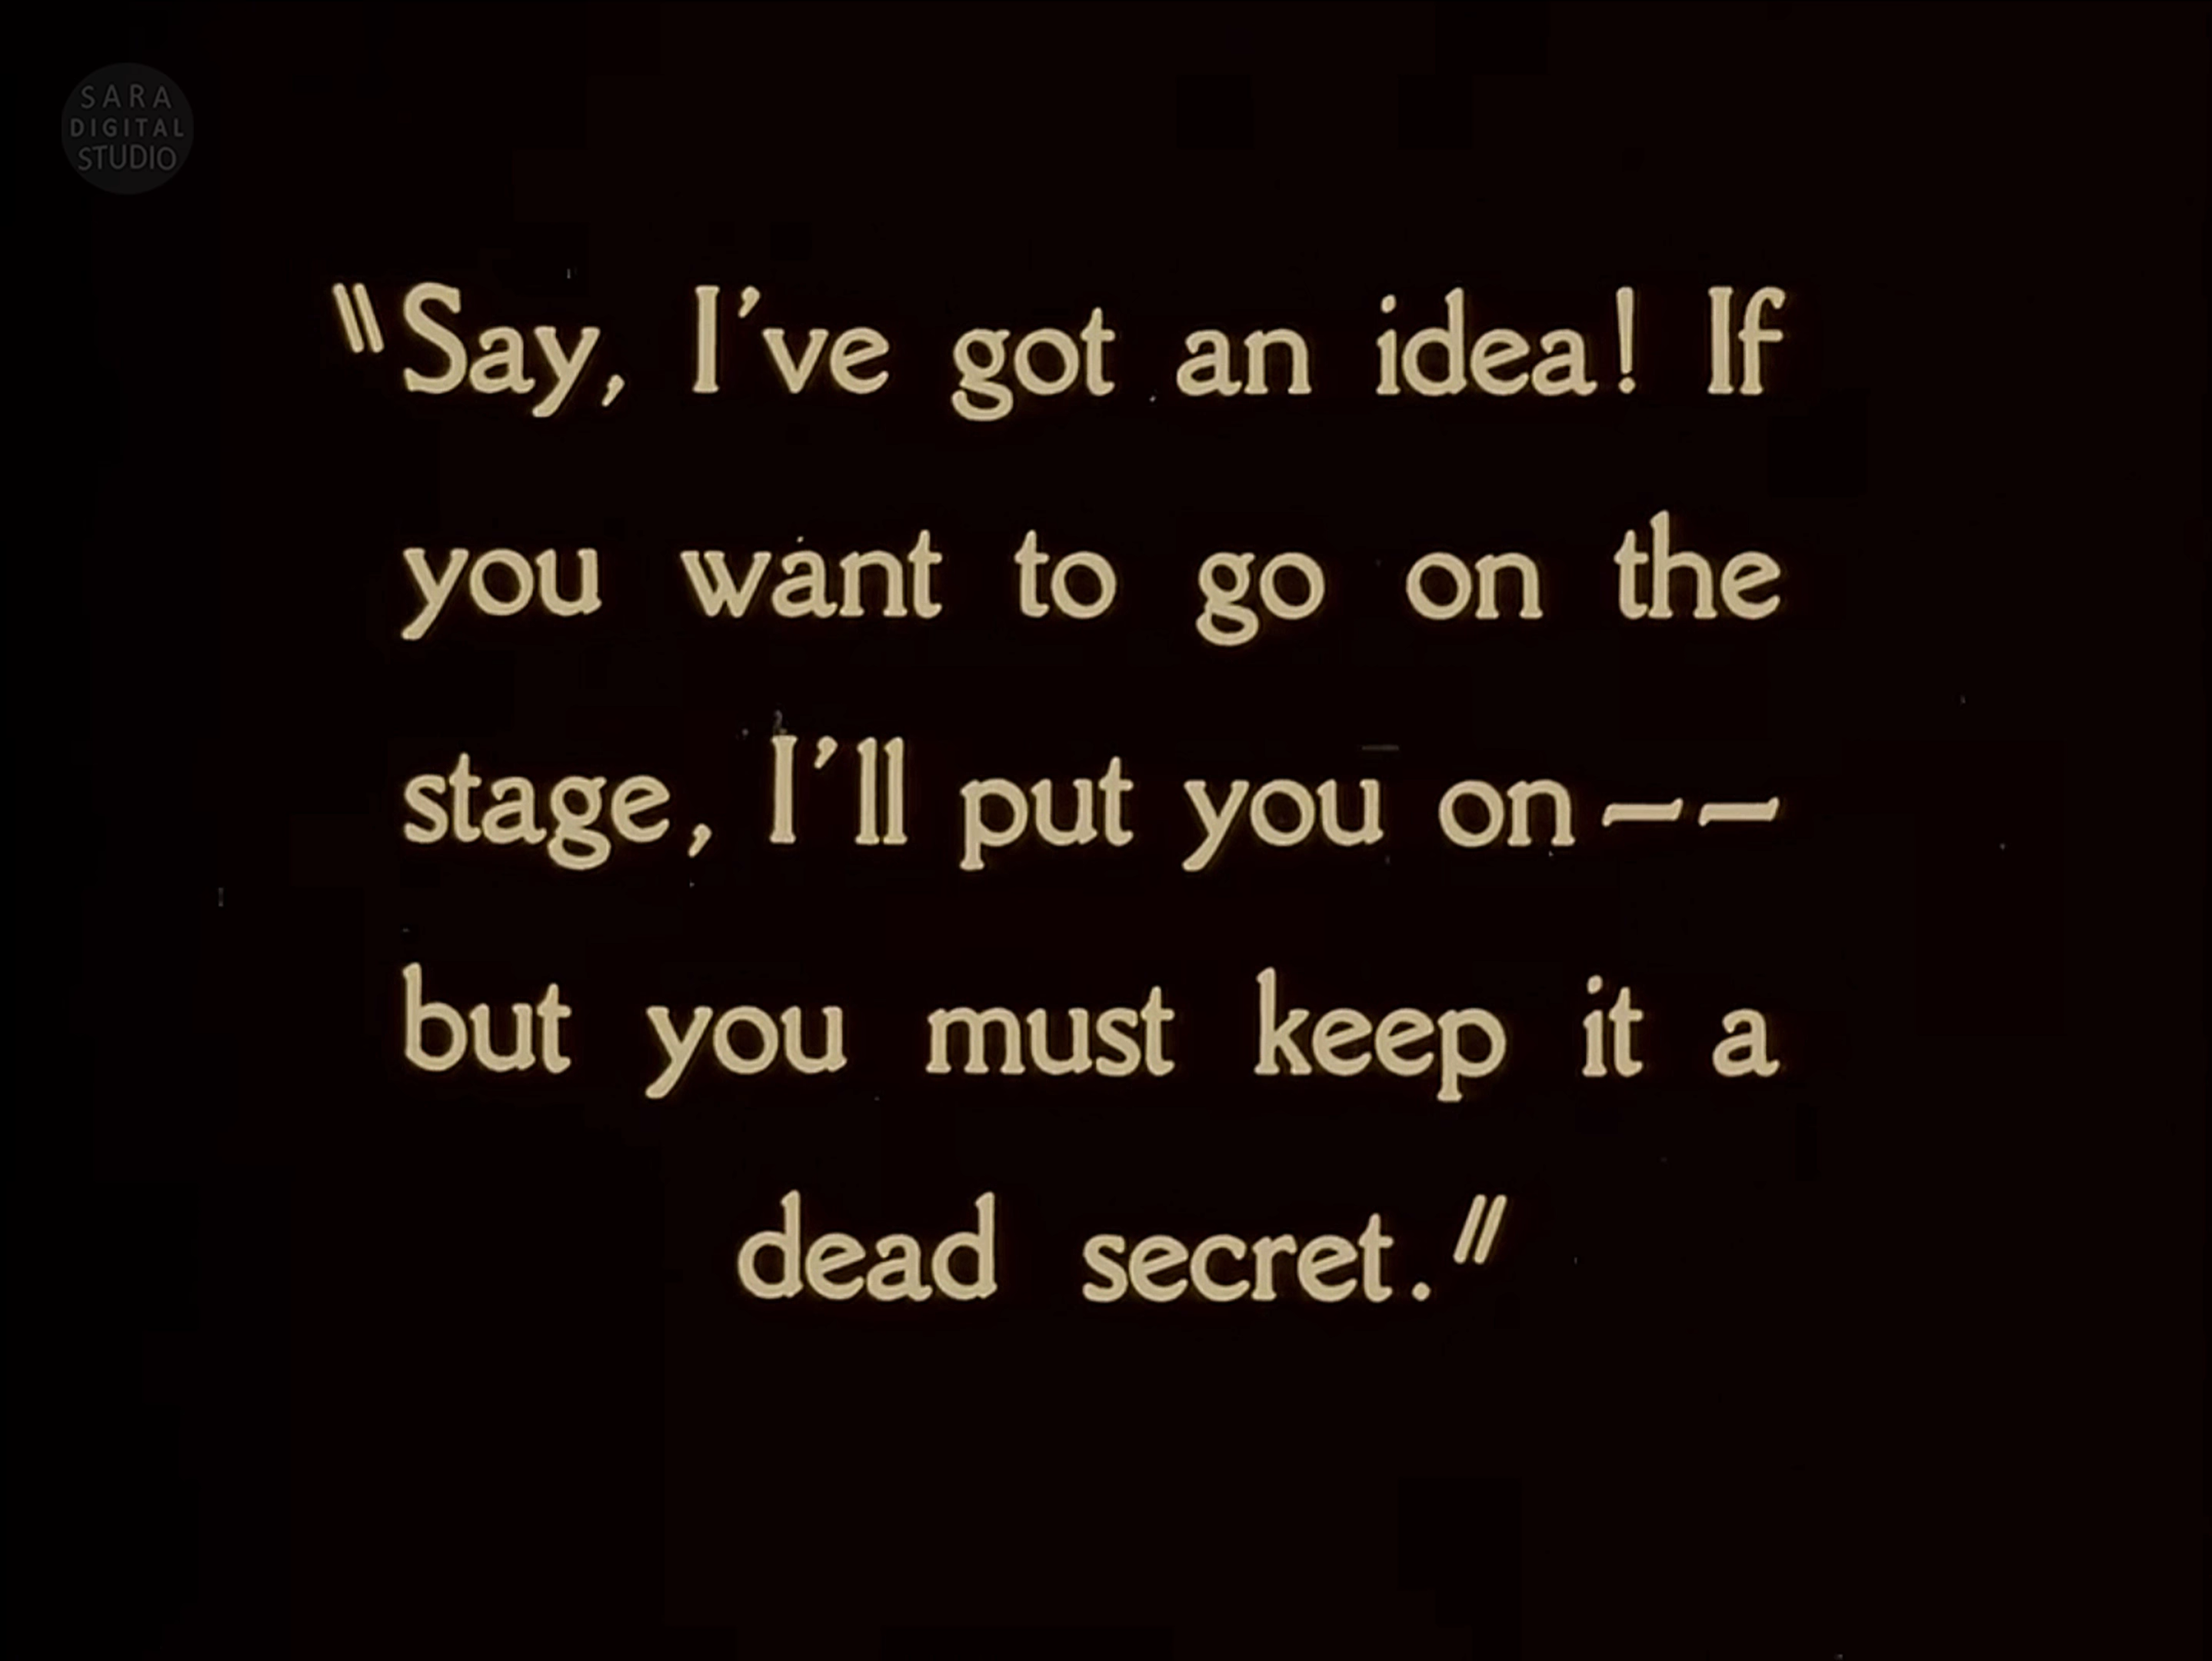 SARA
DIGITAL
STUDIO
"Say, I've got an idea! If
you want to go on the
stage, I'll put you on--
but you must keep it a
dead secret."